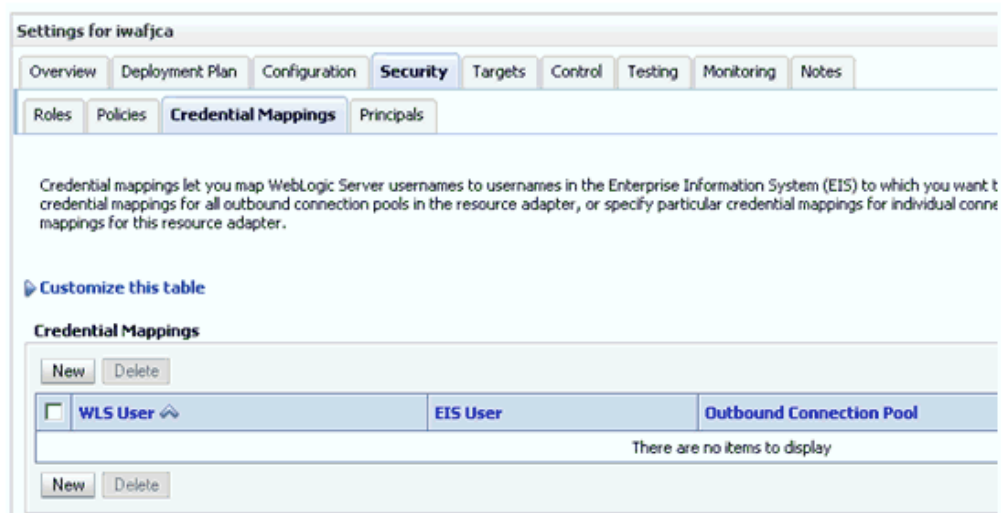 Settings for iwafjca
Overview Deployment Plan Configuration Security Targets Control Testing Monitoring Notes
Roles Policies Credential Mappings Principals
Credential mappings let you map WebLogic Server usernames to usernames in the Enterprise Information System (EIS) to which you want
credential mappings for all outbound connection pools in the resource adapter, or specify particular credential mappings for individual
mappings for this resource adapter.
Customize this table
Credential Mappings
New Delete
WLS User EIS User Outbound Connection Pool
There are no items to display
New Delete